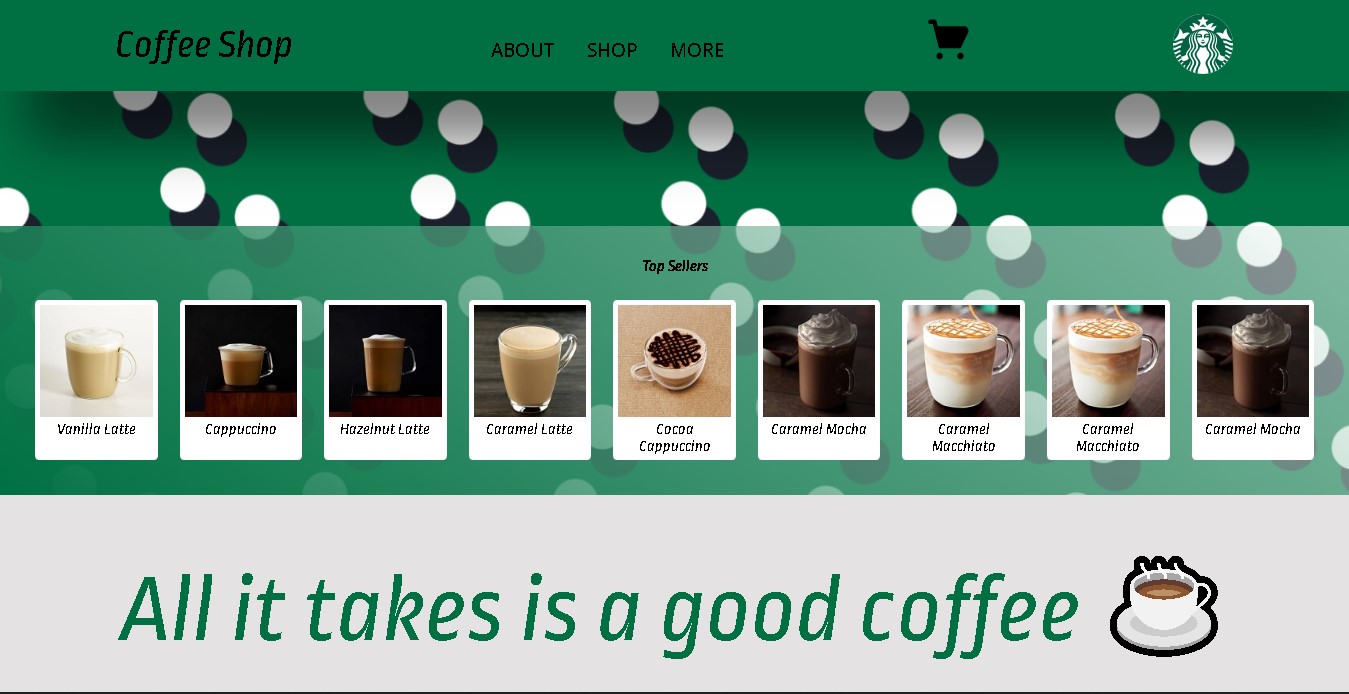 Coffee Shop
ABOUT SHOP MORE
Top Sellers
Vanilla Latte
Cappuccino
Hazelnut Latte
Caramel Latte
Cocoa
Cappuccino
Caramel Mocha
Caramel
Macchiato
Caramel
Macchiato
Caramel Mocha
All it takes is a good coffee